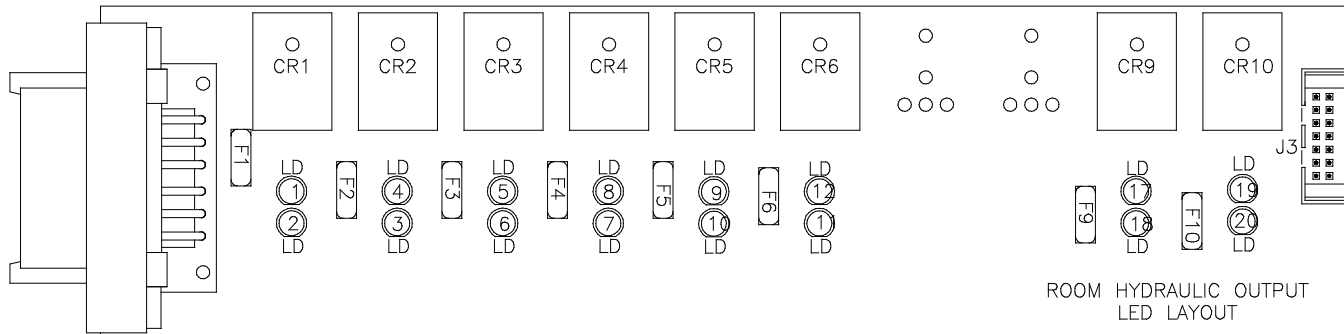 CR1 CR2 CR3 CR4 CR5 CR6 CR9 CR10
J3
F1 F2 F3 F4 F5 F6 F9 F10
LD LD LD LD LD LD LD LD
1 4 5 8 9 12 17 19
2 3 6 7 10 11 18 20
LD LD LD LD LD LD LD LD
ROOM HYDRAULIC OUTPUT
LED LAYOUT